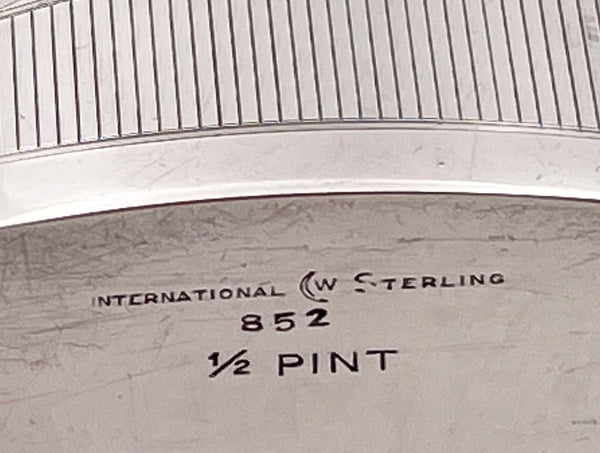 INTERNATIONAL CW STERLING
852
½ PINT